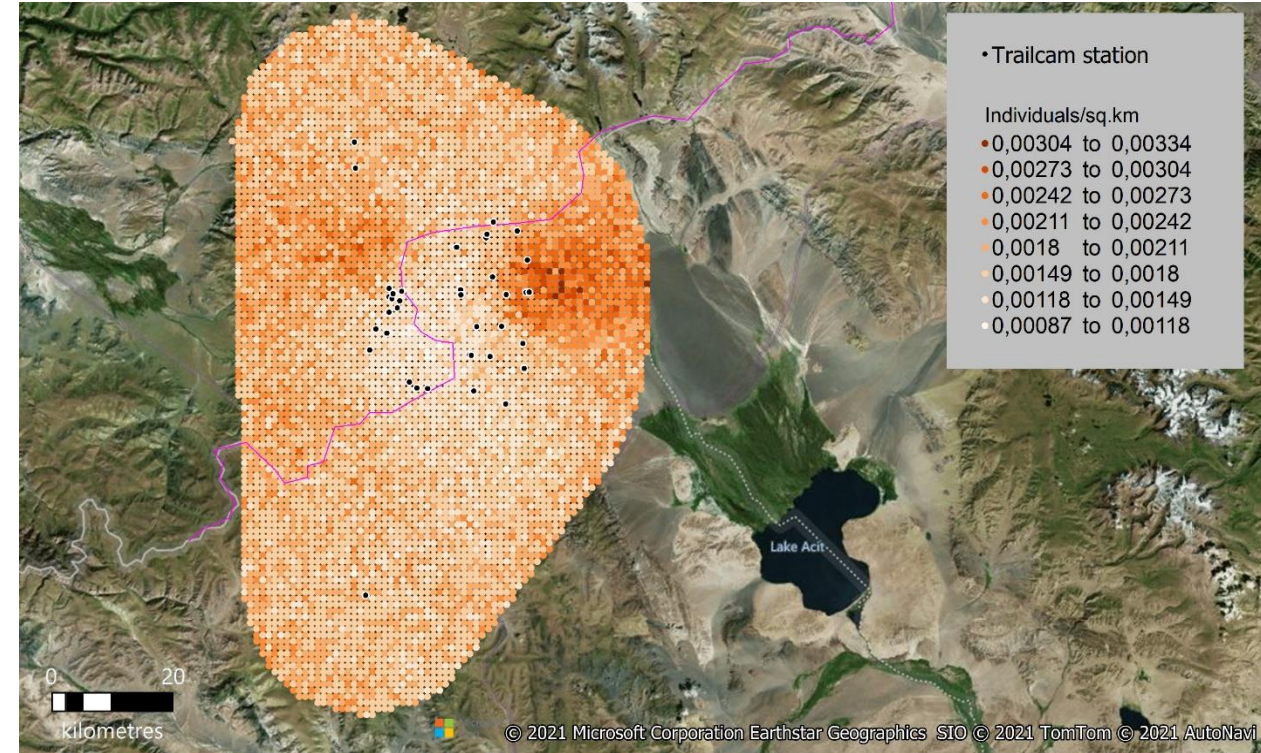 Trailcam station
Individuals/sq.km
0,00304 to 0,00334
0,00273 to 0,00304
0,00242 to 0,00273
0,00211 to 0,00242
0,0018 to 0,00211
0,00149 to 0,0018
0,00118 to 0,00149
0,00087 to 0,00118
Lake Acit
0 20
kilometres
© 2021 Microsoft Corporation Earthstar Geographics SIO © 2021 TomTom © 2021 AutoNavi